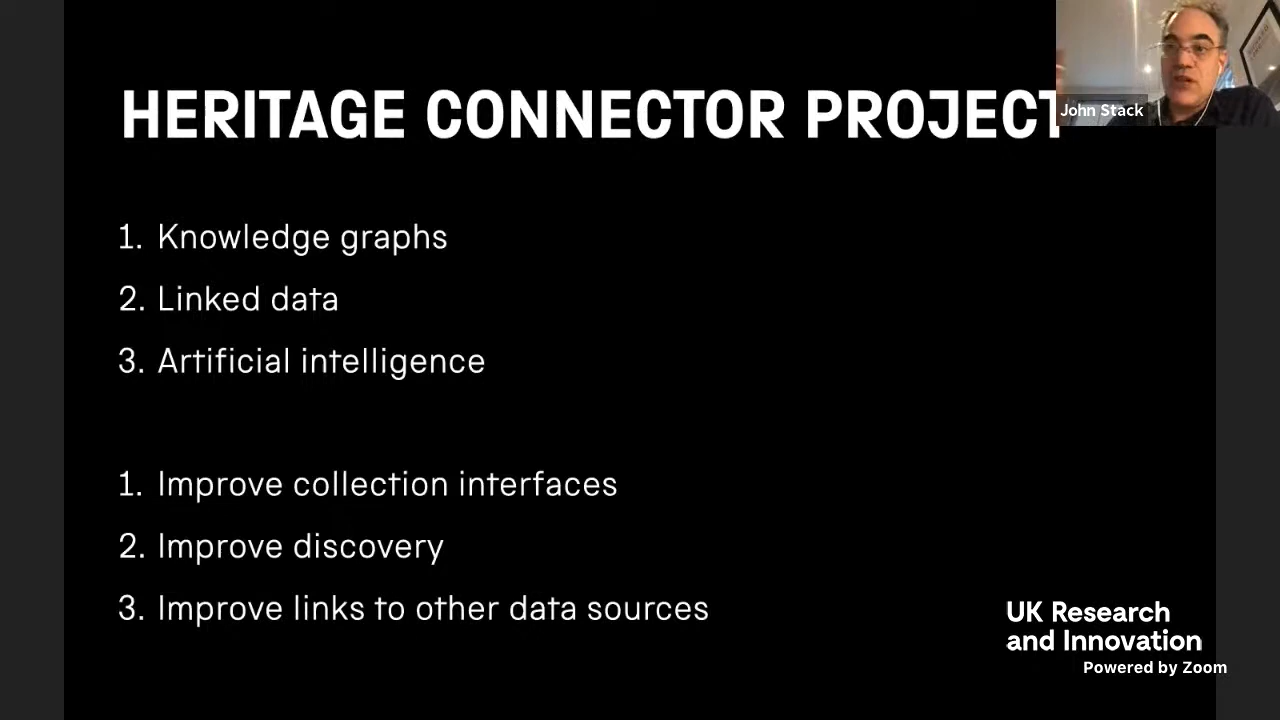 HERITAGE CONNECTOR PROJECT
John Stack
1. Knowledge graphs
2. Linked data
3. Artificial intelligence
1. Improve collection interfaces
2. Improve discovery
3. Improve links to other data sources
UK Research
and Innovation
Powered by Zoom